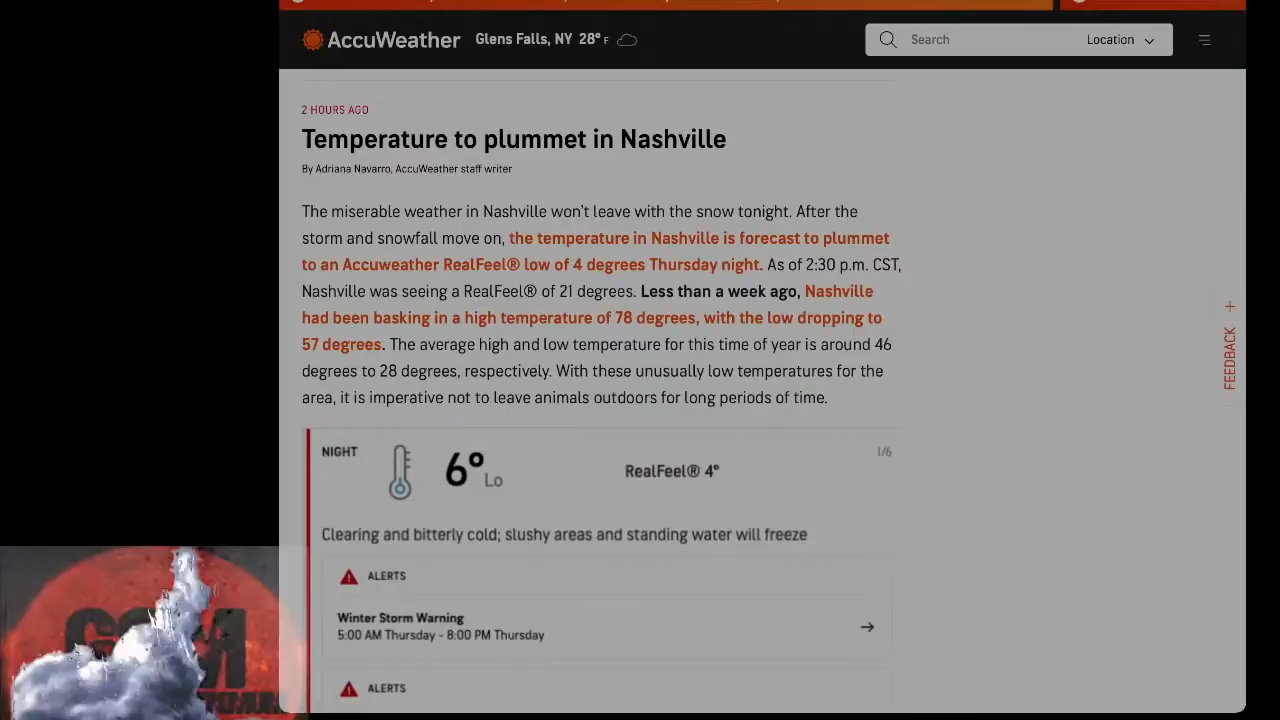 AccuWeather Glens Falls, NY 28° F Search Location
2 HOURS AGO
Temperature to plummet in Nashville
By Adriana Navarro, AccuWeather staff writer
The miserable weather in Nashville won't leave with the snow tonight. After the
storm and snowfall move on, the temperature in Nashville is forecast to plummet
to an Accuweather RealFeel® low of 4 degrees Thursday night. As of 2:30 p.m. CST,
Nashville was seeing a RealFeel® of 21 degrees. Less than a week ago, Nashville
had been basking in a high temperature of 78 degrees, with the low dropping to
57 degrees. The average high and low temperature for this time of year is around 46
degrees to 28 degrees, respectively. With these unusually low temperatures for the
area, it is imperative not to leave animals outdoors for long periods of time.
FEEDBACK +
NIGHT 6° Lo RealFeel® 4° 1/6
Clearing and bitterly cold; slushy areas and standing water will freeze
ALERTS
Winter Storm Warning
5:00 AM Thursday - 8:00 PM Thursday
ALERTS